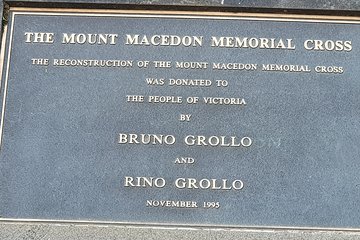 THE MOUNT MACEDON MEMORIAL CROSS
THE RECONSTRUCTION OF THE MOUNT MACEDON MEMORIAL CROSS
WAS DONATED TO
THE PEOPLE OF VICTORIA
BY
BRUNO GROLLO
AND
RINO GROLLO
NOVEMBER 1995